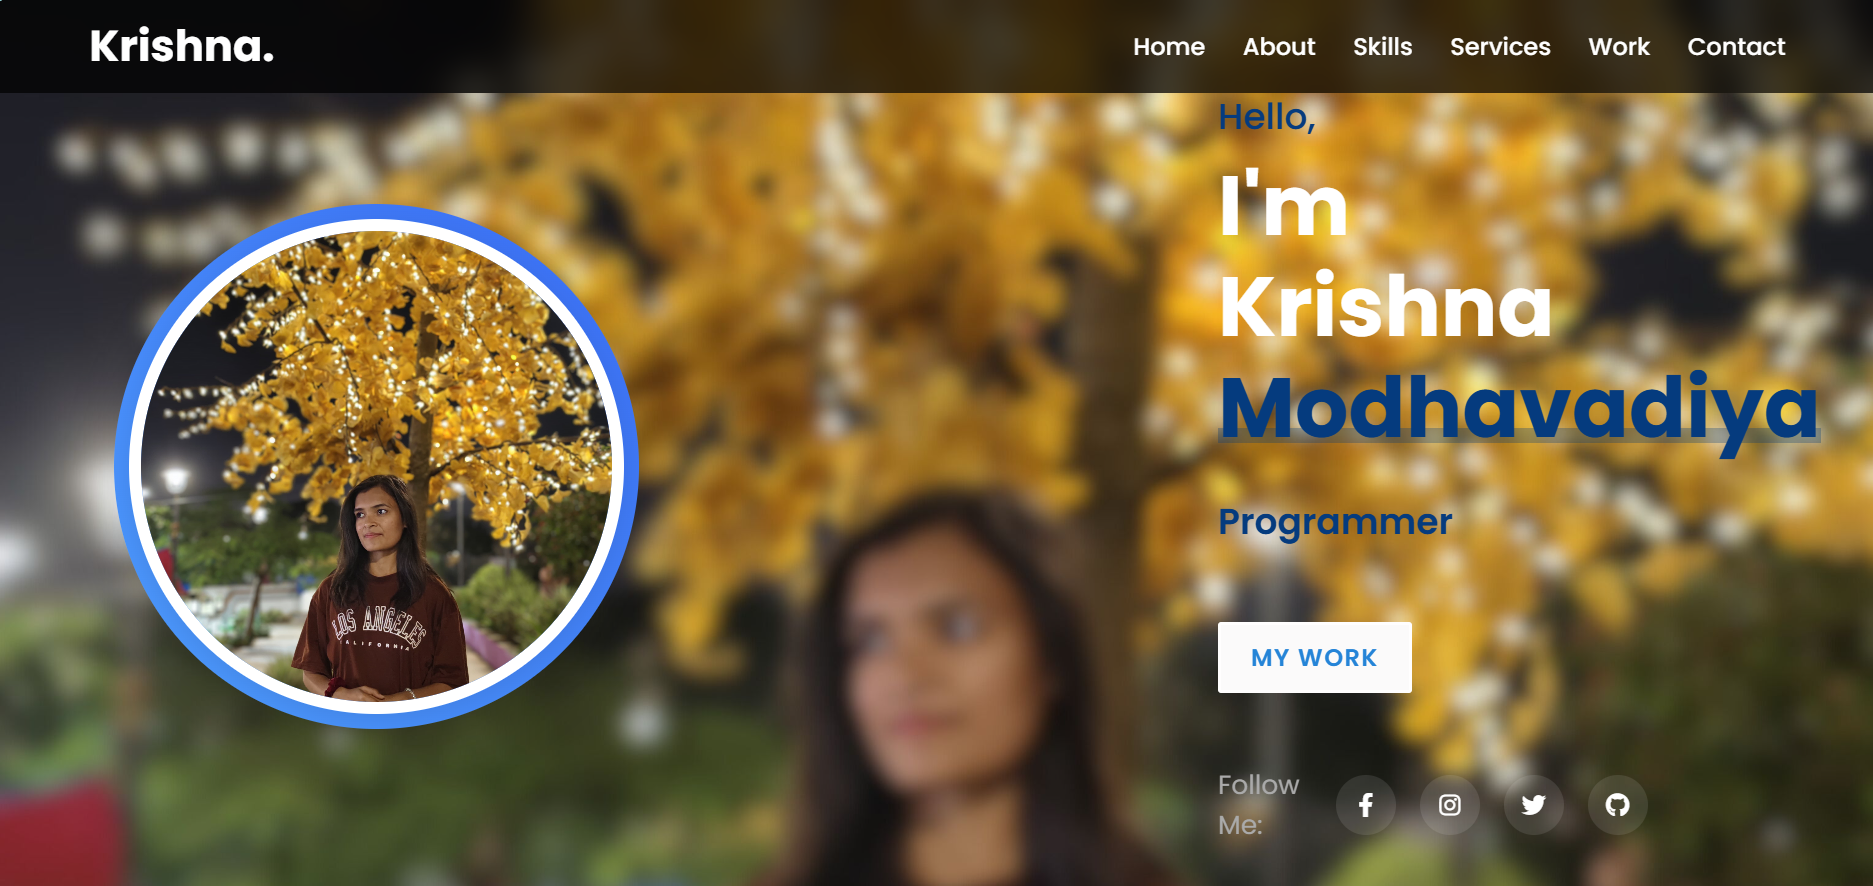 Krishna.
Home About Skills Services Work Contact
Hello,
I'm
Krishna
Modhavadiya
Programmer
LOS ANGELES
CALIFORNIA
MY WORK
Follow
Me: